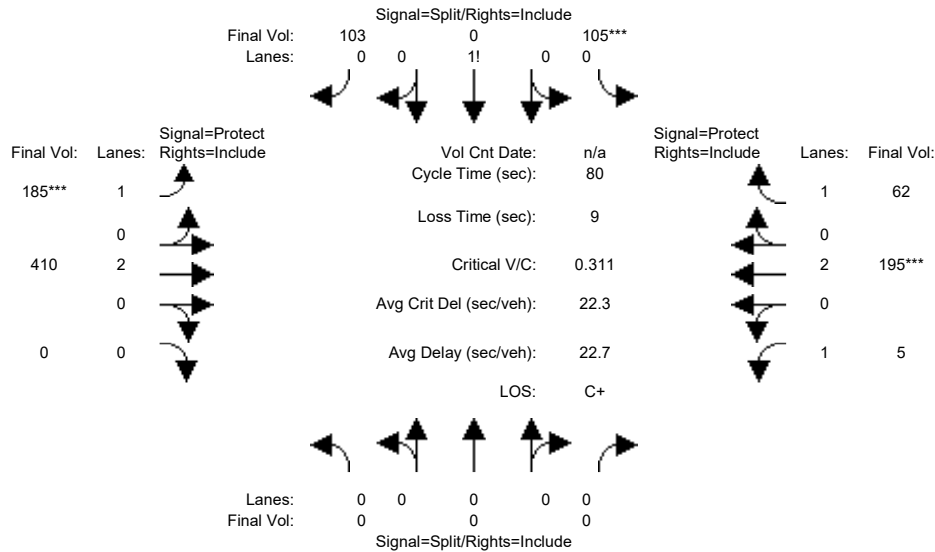 Signal=Split/Rights=Include
Final Vol: 103 0 105***
Lanes: 0 0 1! 0 0
Signal=Protect
Final Vol: Lanes: Rights=Include
Vol Cnt Date: n/a
Signal=Protect
Rights=Include Lanes: Final Vol:
Cycle Time (sec): 80
185*** 1
1 62
Loss Time (sec): 9
0
0
410 2
Critical V/C: 0.311
2 195***
0
Avg Crit Del (sec/veh): 22.3
0
0 0
Avg Delay (sec/veh): 22.7
1 5
LOS: C+
Lanes: 0 0 0 0 0
Final Vol: 0 0 0
Signal=Split/Rights=Include